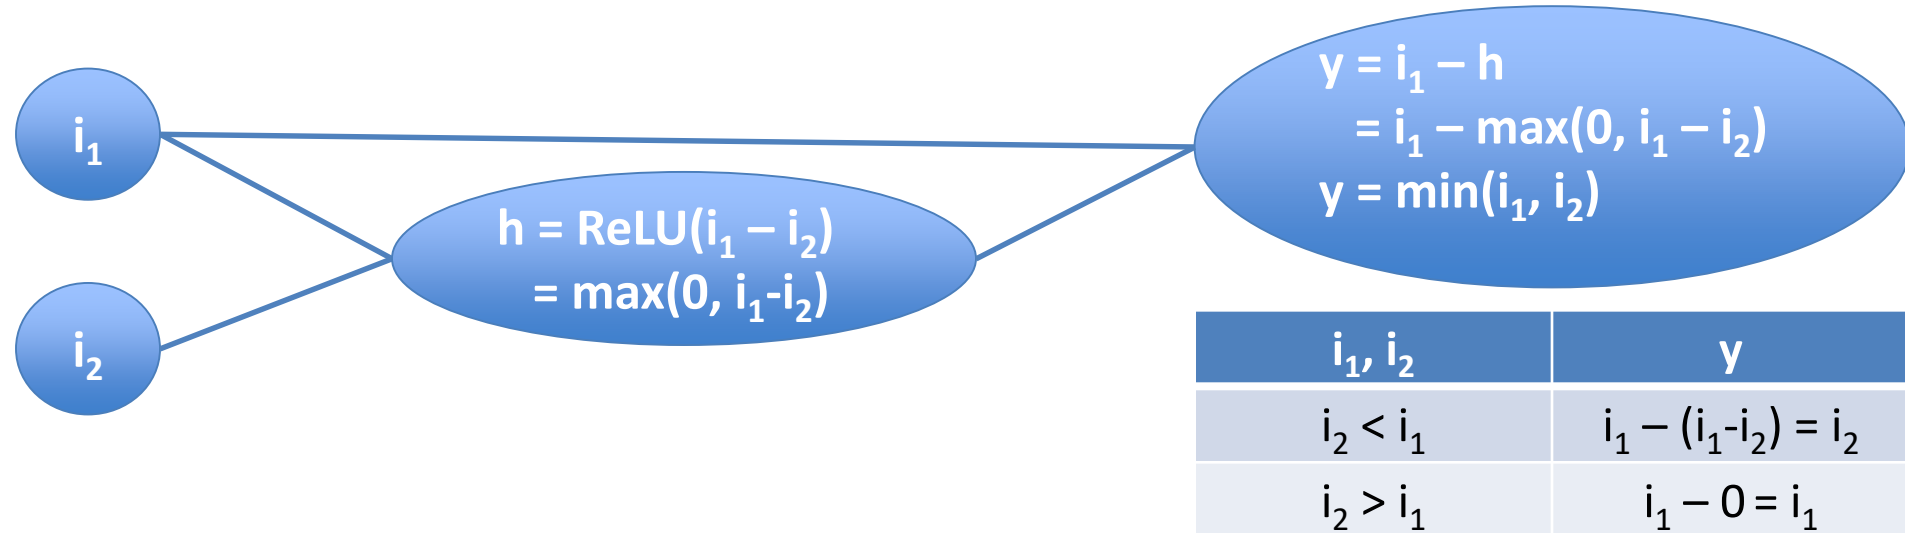 i₁
i₂
h = ReLU(i₁ – i₂)
= max(0, i₁-i₂)
y = i₁ – h
= i₁ – max(0, i₁ – i₂)
y = min(i₁, i₂)
i₁, i₂ y
i₂ < i₁ i₁ – (i₁-i₂) = i₂
i₂ > i₁ i₁ – 0 = i₁